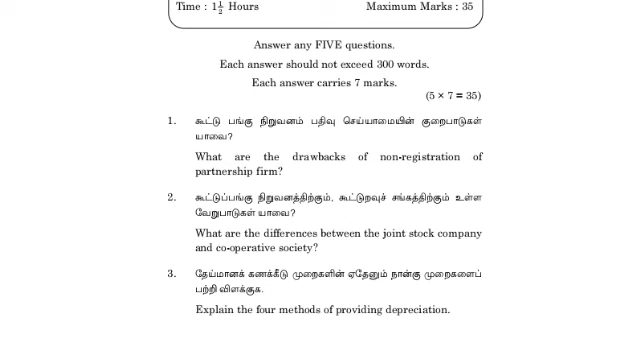 Time : 1 1/2 Hours Maximum Marks : 35
Answer any FIVE questions.
Each answer should not exceed 300 words.
Each answer carries 7 marks.
(5 × 7 = 35)
1. கூட்டு பங்கு நிறுவனம் பதிவு செய்யாமையின் குறைபாடுகள்
யாவை?
What are the drawbacks of non-registration of
partnership firm?
2. கூட்டுப்பங்கு நிறுவனத்திற்கும், கூட்டுறவுச் சங்கத்திற்கும் உள்ள
வேறுபாடுகள் யாவை?
What are the differences between the joint stock company
and co-operative society?
3. தேய்மானக் கணக்கீடு முறைகளின் ஏதேனும் நான்கு முறைகளைப்
பற்றி விளக்குக.
Explain the four methods of providing depreciation.